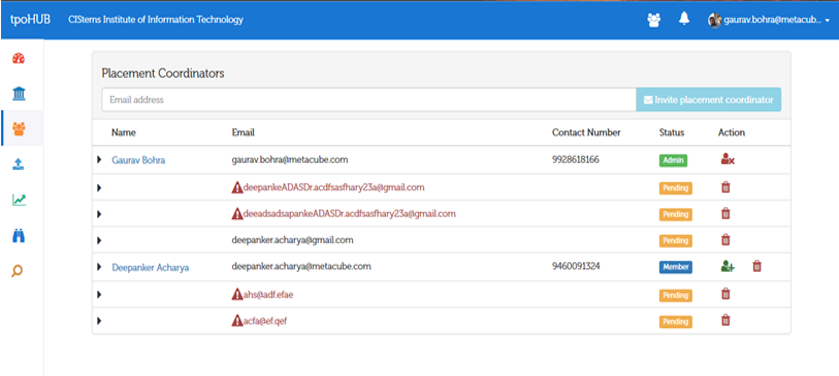 tpoHUB CIStems Institute of Information Technology gaurav.bohra@metacub...
Placement Coordinators
Email address Invite placement coordinator
Name Email Contact Number Status Action
Gaurav Bohra gaurav.bohra@metacube.com 9928618166 Admin
deepankeADASDr.acdfsasfhary23a@gmail.com Pending
deeadsadsapankeADASDr.acdfsasfhary23a@gmail.com Pending
deepanker.acharya@gmail.com Pending
Deepanker Acharya deepanker.acharya@metacube.com 9460091324 Member
ahs@adf.efae Pending
acfa@ef.qef Pending